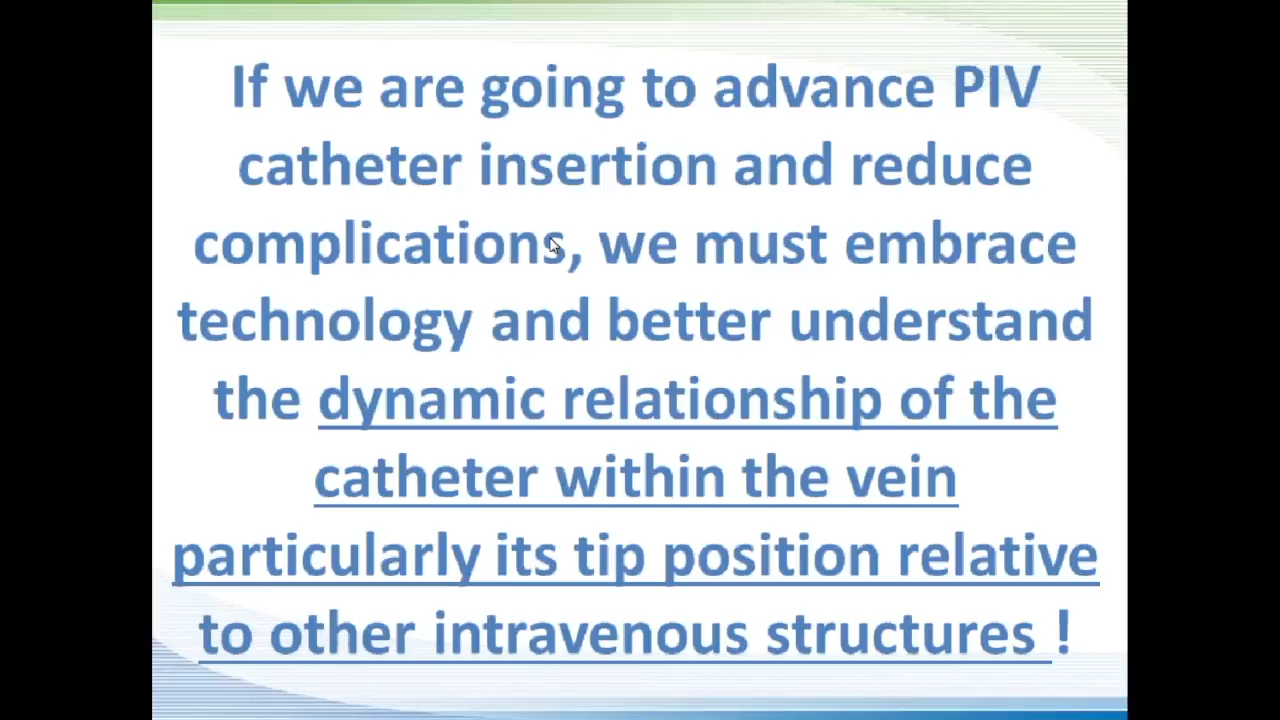 If we are going to advance PIV
catheter insertion and reduce
complications, we must embrace
technology and better understand
the dynamic relationship of the
catheter within the vein
particularly its tip position relative
to other intravenous structures !